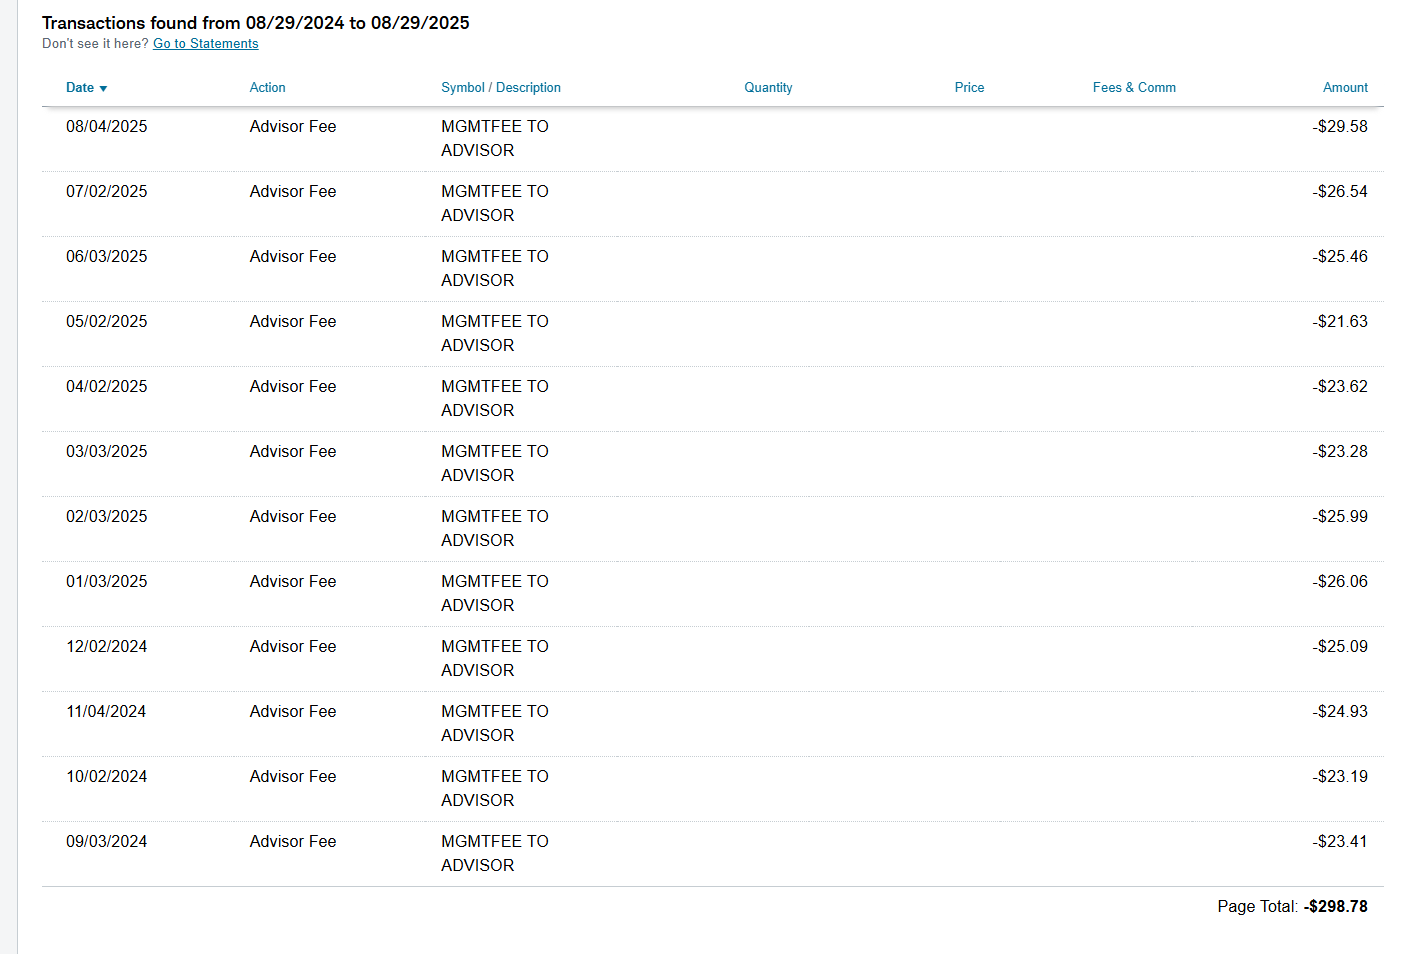 Transactions found from 08/29/2024 to 08/29/2025
Don't see it here? Go to Statements
Date ▼ Action Symbol / Description Quantity Price Fees & Comm Amount
08/04/2025 Advisor Fee MGMTFEE TO -$29.58
ADVISOR
07/02/2025 Advisor Fee MGMTFEE TO -$26.54
ADVISOR
06/03/2025 Advisor Fee MGMTFEE TO -$25.46
ADVISOR
05/02/2025 Advisor Fee MGMTFEE TO -$21.63
ADVISOR
04/02/2025 Advisor Fee MGMTFEE TO -$23.62
ADVISOR
03/03/2025 Advisor Fee MGMTFEE TO -$23.28
ADVISOR
02/03/2025 Advisor Fee MGMTFEE TO -$25.99
ADVISOR
01/03/2025 Advisor Fee MGMTFEE TO -$26.06
ADVISOR
12/02/2024 Advisor Fee MGMTFEE TO -$25.09
ADVISOR
11/04/2024 Advisor Fee MGMTFEE TO -$24.93
ADVISOR
10/02/2024 Advisor Fee MGMTFEE TO -$23.19
ADVISOR
09/03/2024 Advisor Fee MGMTFEE TO -$23.41
ADVISOR
Page Total: -$298.78